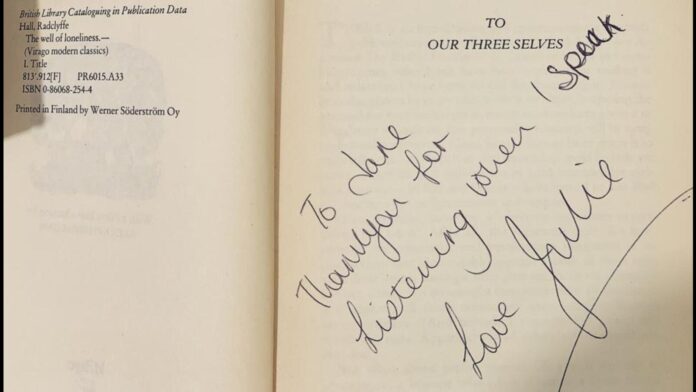 British Library Cataloguing in Publication Data
Hall, Radclyffe
The well of loneliness.—
(Virago modern classics)
I. Title
813'.912[F] PR6015.A33
ISBN 0-86068-254-4
Printed in Finland by Werner Söderström Oy
TO
OUR THREE SELVES
To Jane
Thankyou for
Listening when I speak
Love Julie